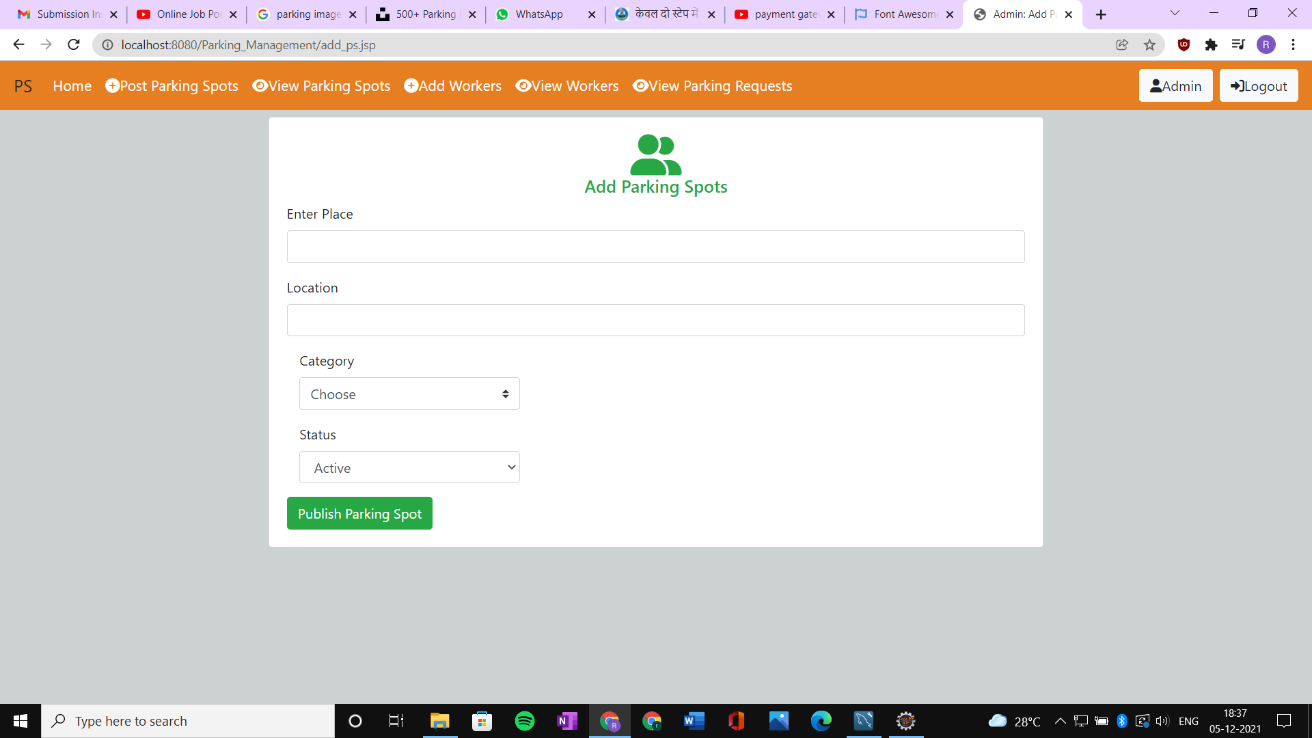 Submission In
Online Job Po
parking image
500+ Parking
WhatsApp
केवल दो स्टेप में
payment gate
Font Awesom
Admin: Add P
localhost:8080/Parking_Management/add_ps.jsp
R
PS Home Post Parking Spots View Parking Spots Add Workers View Workers View Parking Requests Admin Logout
Add Parking Spots
Enter Place
Location
Category
Choose
Status
Active
Publish Parking Spot
Type here to search
28°C
ENG
18:37
05-12-2021